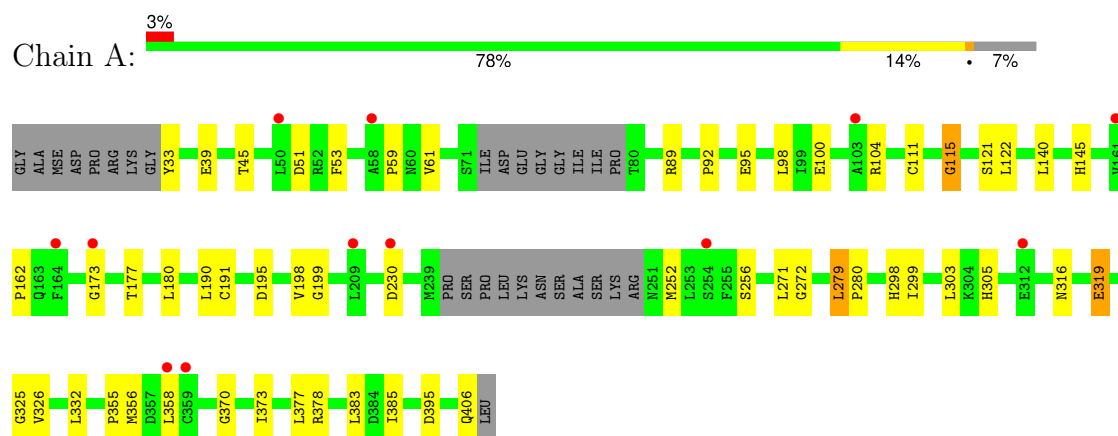 3%
Chain A:
78% 14% • 7%
GLY ALA MSE ASP PRO ARG LYS GLY Y33 E39 T45 L50 D51 R52 F53 A58 P59 N60 V61 S71 ILE ASP GLU GLY GLY ILE ILE PRO T80 R89 P92 E95 L98 I99 E100 A103 R104 C111 G115 S121 L122 L140 H145 V161
P162 Q163 F164 G173 T177 L180 L190 C191 D195 V198 G199 L209 D230 M239 PRO SER PRO LEU LYS ASN SER ALA SER LYS ARG N251 M252 L253 S254 F255 S256 L271 G272 L279 P280 H298 I299 L303 K304 H305 E312 N316 E319
G325 V326 L332 P355 M356 D357 L358 C359 G370 I373 L377 R378 L383 D384 I385 D395 Q406 LEU